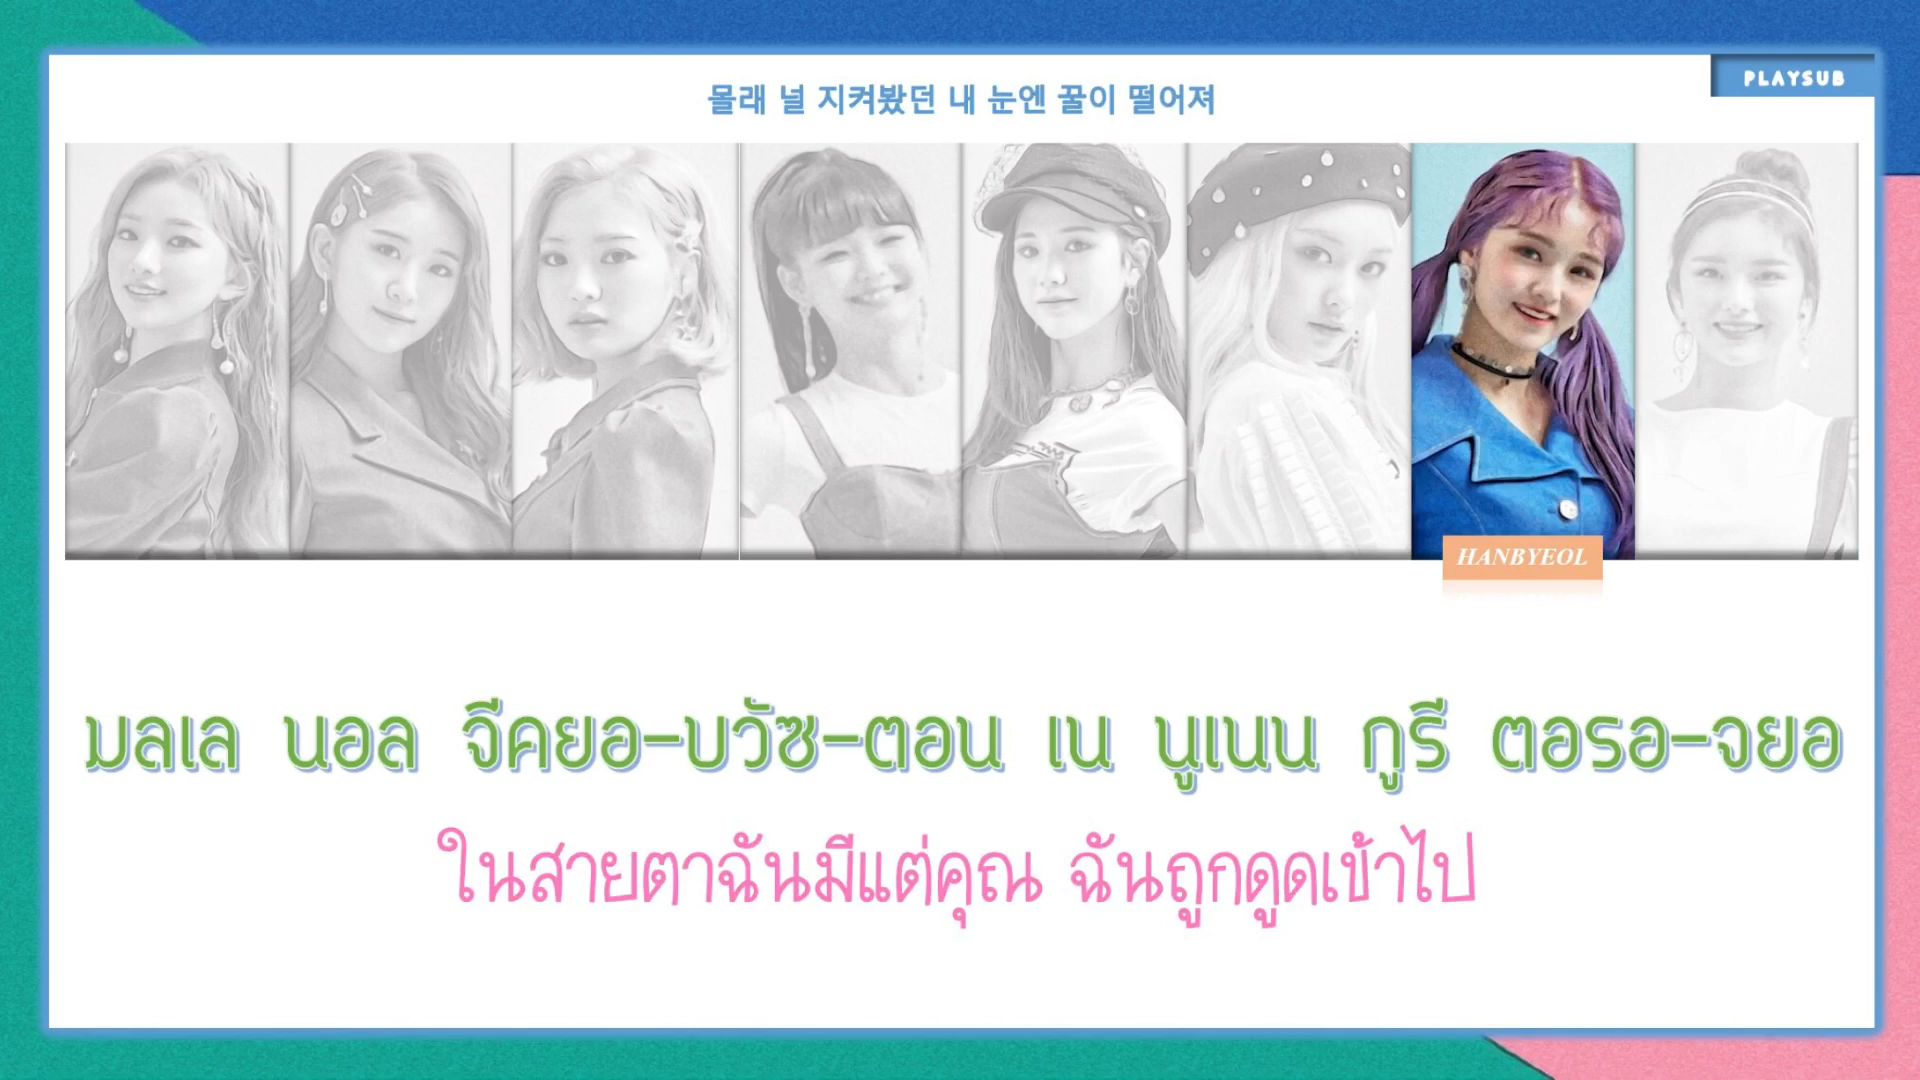 PLAYSUB
몰래 널 지켜봤던 내 눈엔 꿀이 떨어져
HANBYEOL
มลเล นอล จีคยอ-บวัซ-ตอน เน นูเนน กูรี ตอรอ-จยอ
ในสายตาฉันมีแต่คุณ ฉันถูกดูดเข้าไป